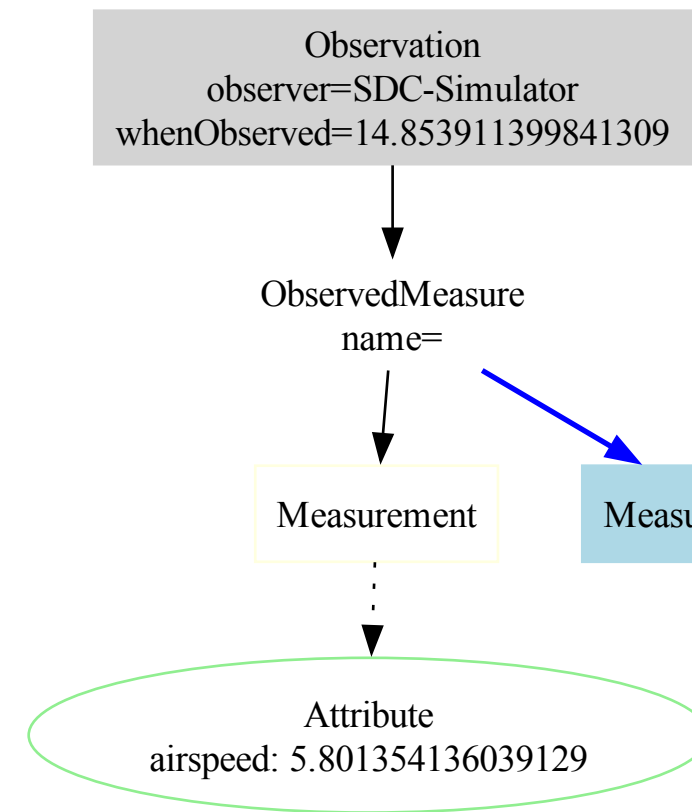 Observation
observer=SDC-Simulator
whenObserved=14.853911399841309
ObservedMeasure
name=
Measurement
Attribute
airspeed: 5.801354136039129